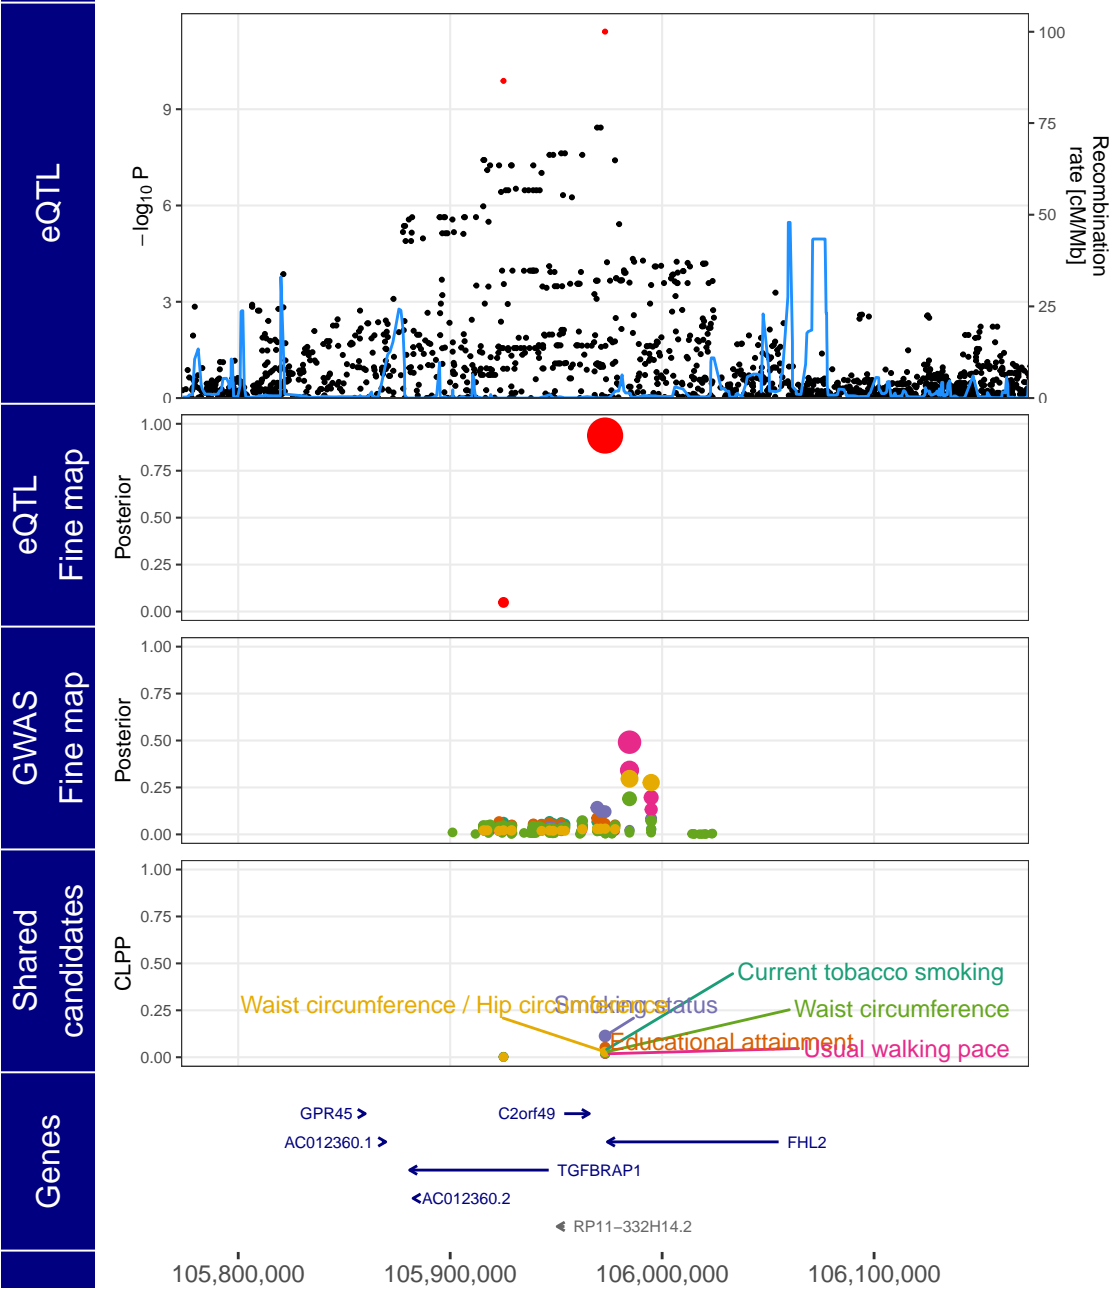 eQTL
−log10 P
9
6
3
0
100
75
50
25
0
Recombination
rate [cM/Mb]
eQTL
Fine map
Posterior
1.00
0.75
0.50
0.25
0.00
GWAS
Fine map
Posterior
1.00
0.75
0.50
0.25
0.00
Shared
candidates
CLPP
1.00
0.75
0.50
0.25
0.00
Current tobacco smoking
Waist circumference / Hip circumference
Smoking status
Waist circumference
Educational attainment
Usual walking pace
Genes
GPR45
C2orf49
AC012360.1
FHL2
TGFBRAP1
AC012360.2
RP11−332H14.2
105,800,000
105,900,000
106,000,000
106,100,000